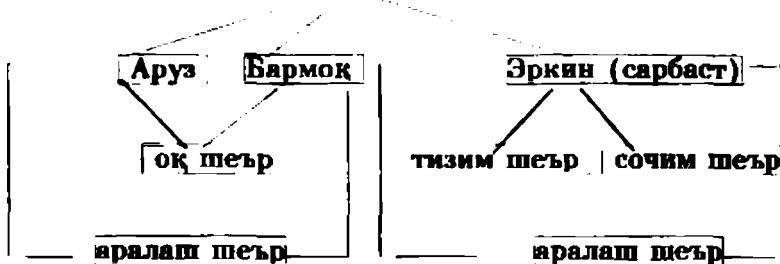 Аруз Бармоқ Эркин (сарбаст)
оқ шеър тизим шеър сочим шеър
аралаш шеър аралаш шеър